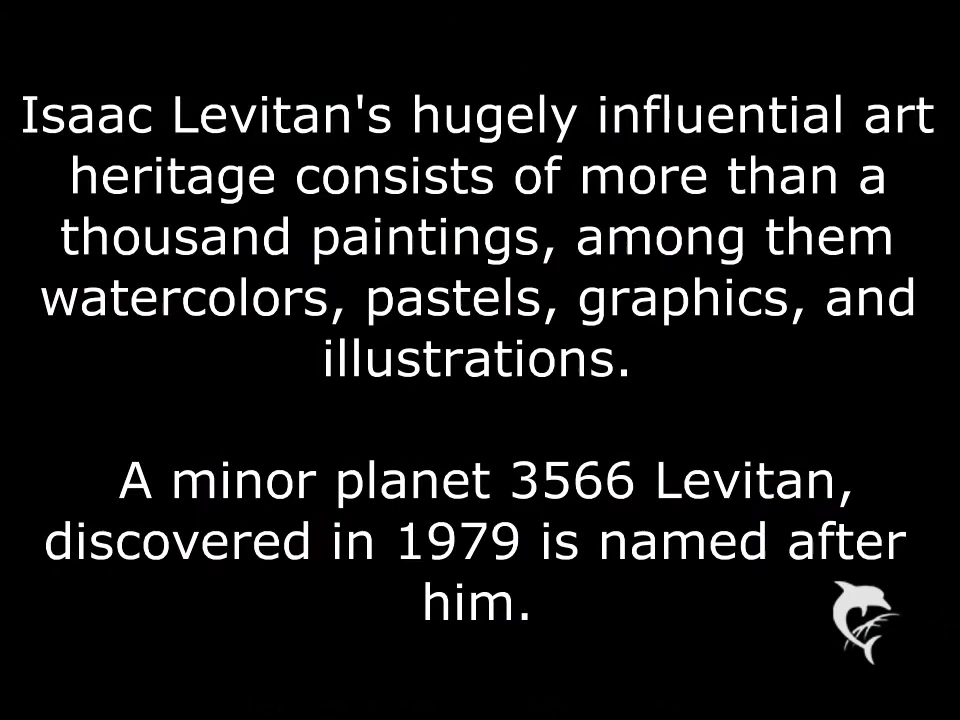 Isaac Levitan's hugely influential art
heritage consists of more than a
thousand paintings, among them
watercolors, pastels, graphics, and
illustrations.
A minor planet 3566 Levitan,
discovered in 1979 is named after
him.